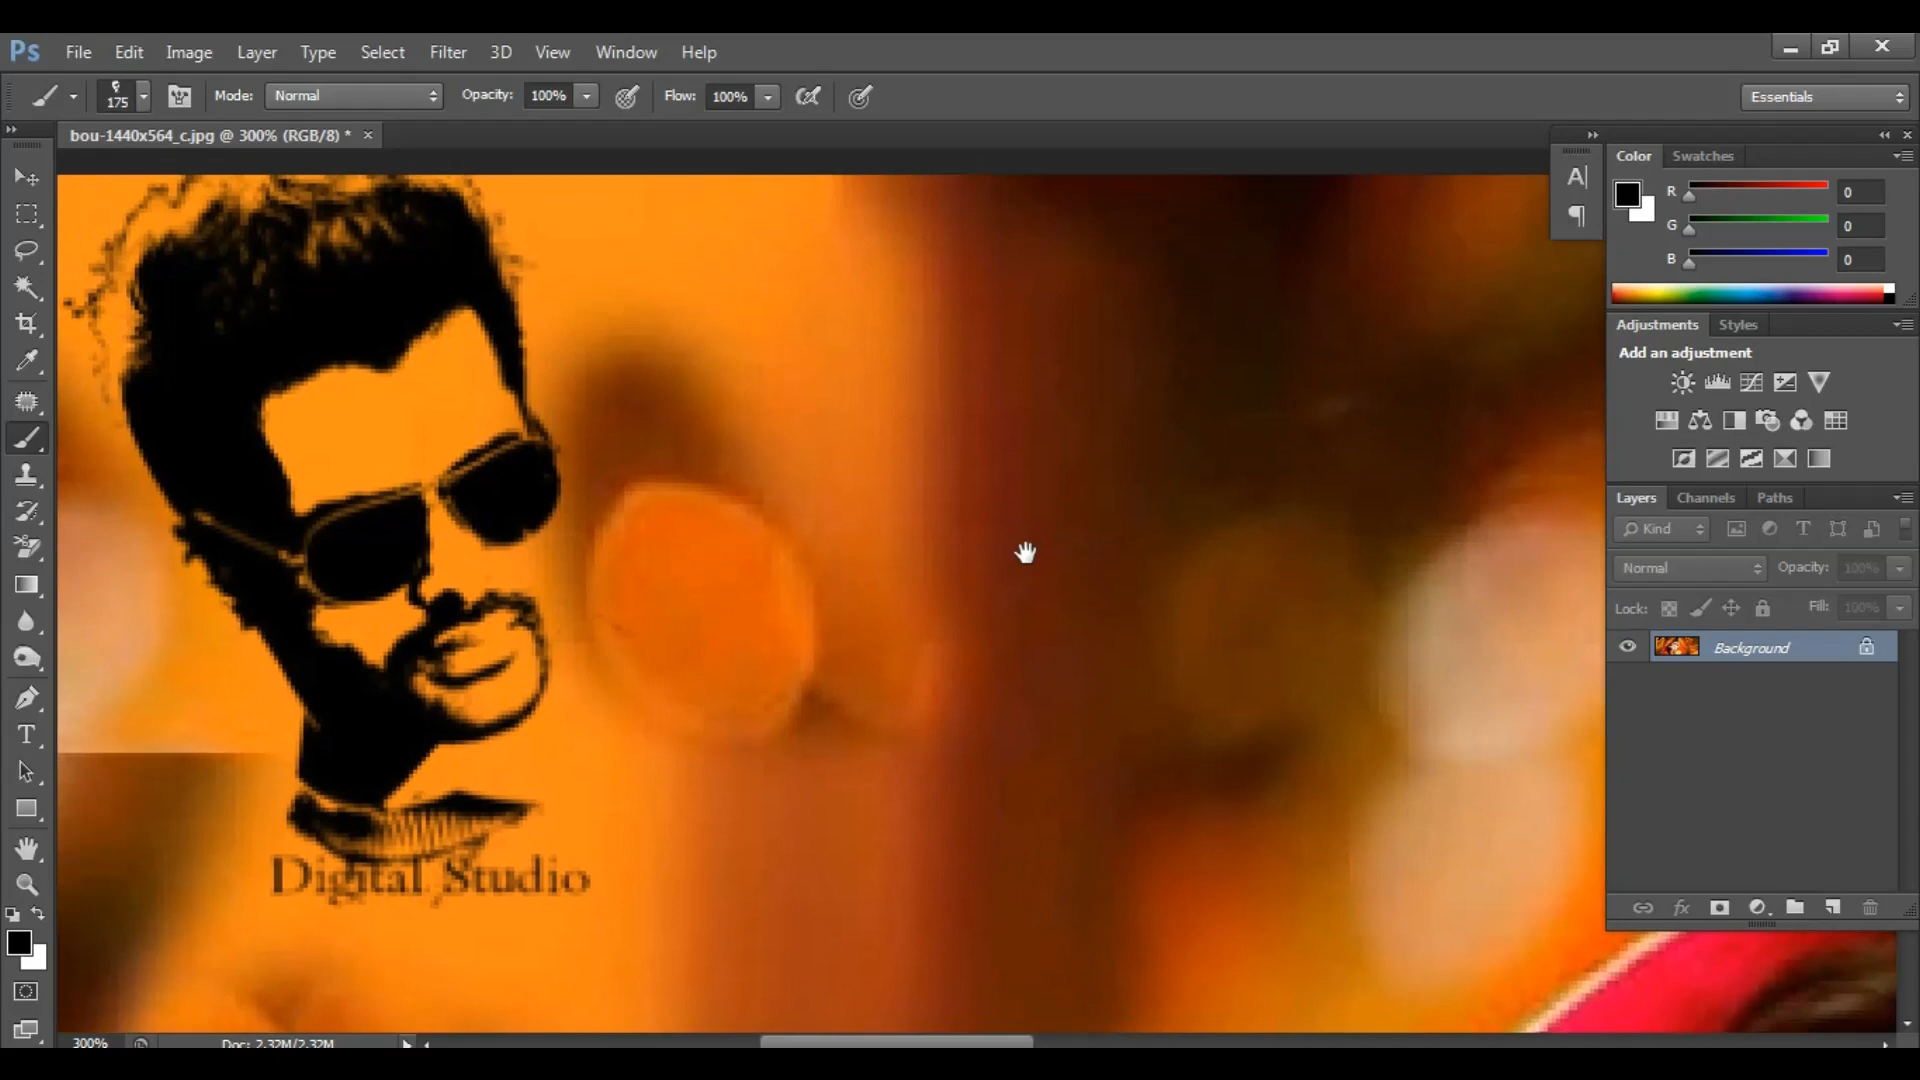 Ps File Edit Image Layer Type Select Filter 3D View Window Help
175 Mode: Normal Opacity: 100% Flow: 100% Essentials
bou-1440x564_c.jpg @ 300% (RGB/8) * ×
Color Swatches
R 0
G 0
B 0
Adjustments Styles
Add an adjustment
Layers Channels Paths
Kind
Normal Opacity: 100%
Lock: Fill: 100%
Background
fx
Digital Studio
300% Doc: 2.32M/2.32M